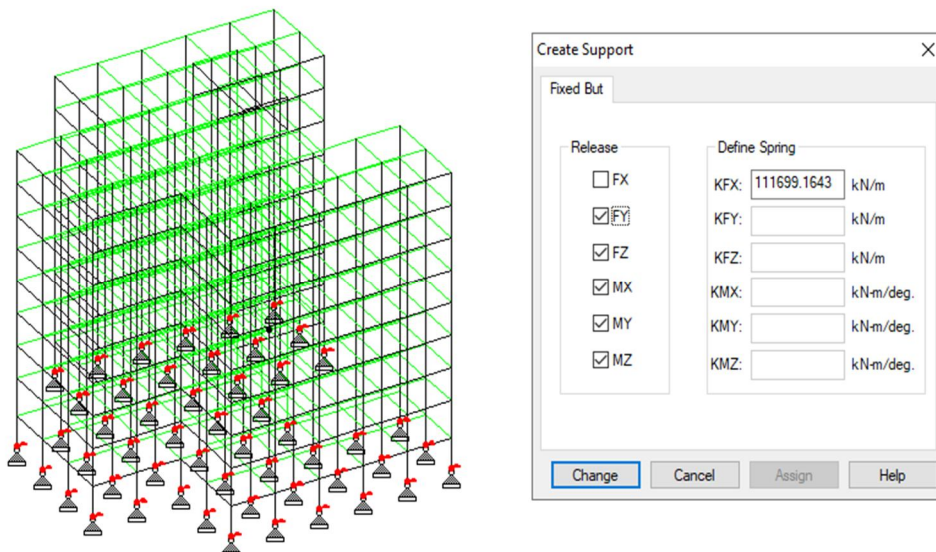 Create Support
Fixed But
Release
FX
FY
FZ
MX
MY
MZ
Define Spring
KFX: 111699.1643 kN/m
KFY: kN/m
KFZ: kN/m
KMX: kN-m/deg.
KMY: kN-m/deg.
KMZ: kN-m/deg.
Change Cancel Assign Help